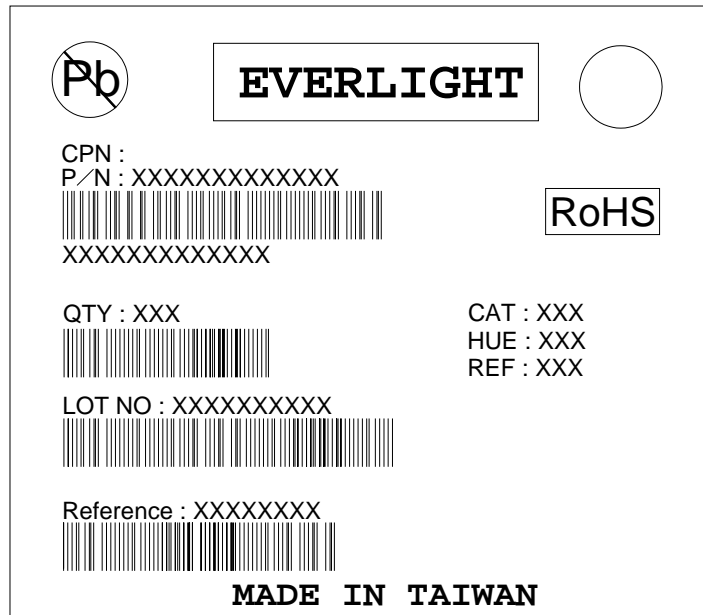 Pb
EVERLIGHT
CPN :
P/N : XXXXXXXXXXXXX
RoHS
XXXXXXXXXXXXX
QTY : XXX
CAT : XXX
HUE : XXX
REF : XXX
LOT NO : XXXXXXXXXX
Reference : XXXXXXXX
MADE IN TAIWAN